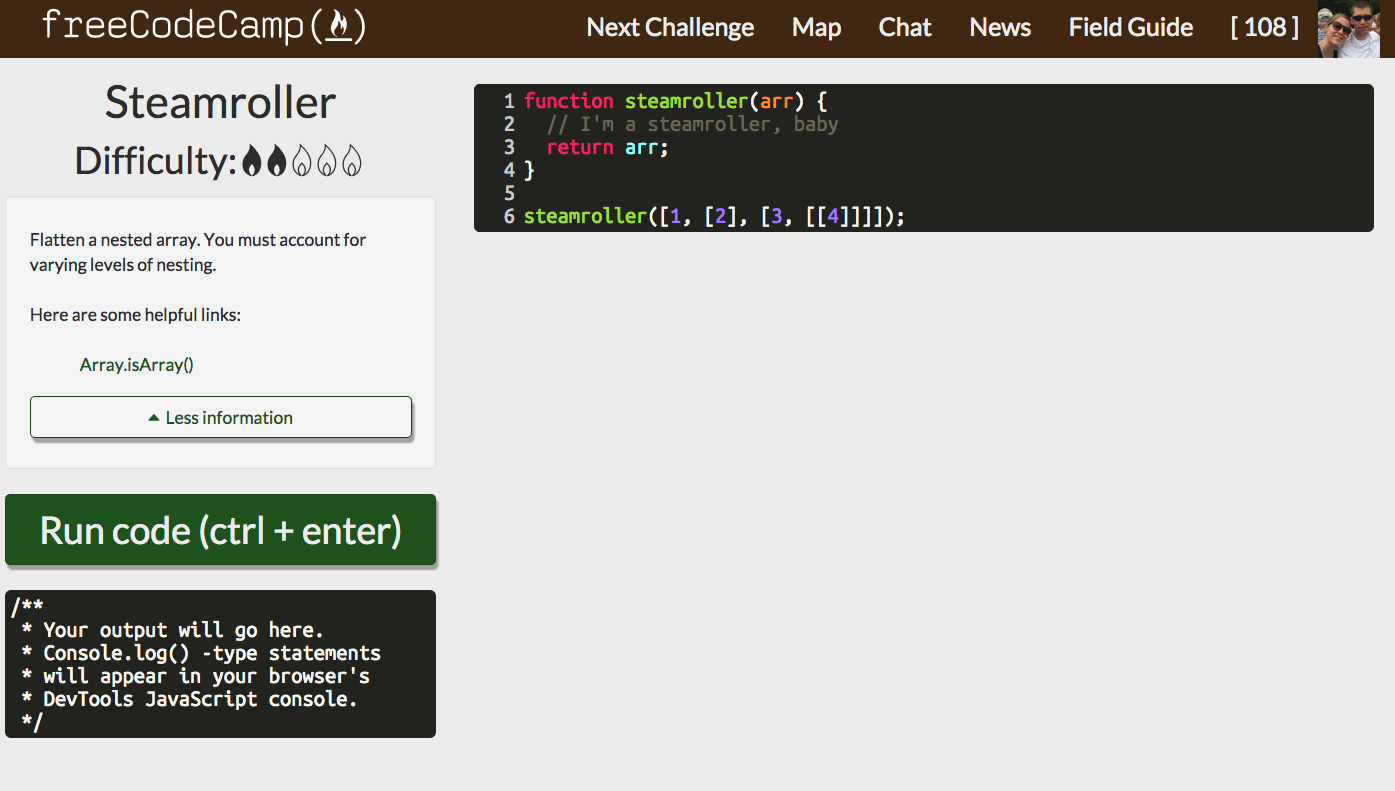 freeCodeCamp(
)
Next Challenge
Map
Chat
News
Field Guide
[ 108 ]
Steamroller
Difficulty:
Flatten a nested array. You must account for
varying levels of nesting.
Here are some helpful links:
Array.isArray()
Less information
Run code (ctrl + enter)
/**
* Your output will go here.
* Console.log() -type statements
* will appear in your browser's
* DevTools JavaScript console.
*/
1 function steamroller(arr) {
2   // I'm a steamroller, baby
3   return arr;
4 }
5
6 steamroller([1, [2], [3, [[4]]]]);